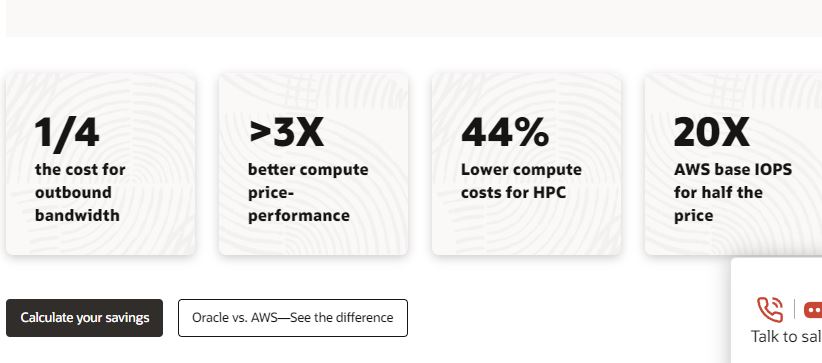 1/4
the cost for
outbound
bandwidth
>3X
better compute
price-
performance
44%
Lower compute
costs for HPC
20X
AWS base IOPS
for half the
price
Calculate your savings
Oracle vs. AWS—See the difference
Talk to sal